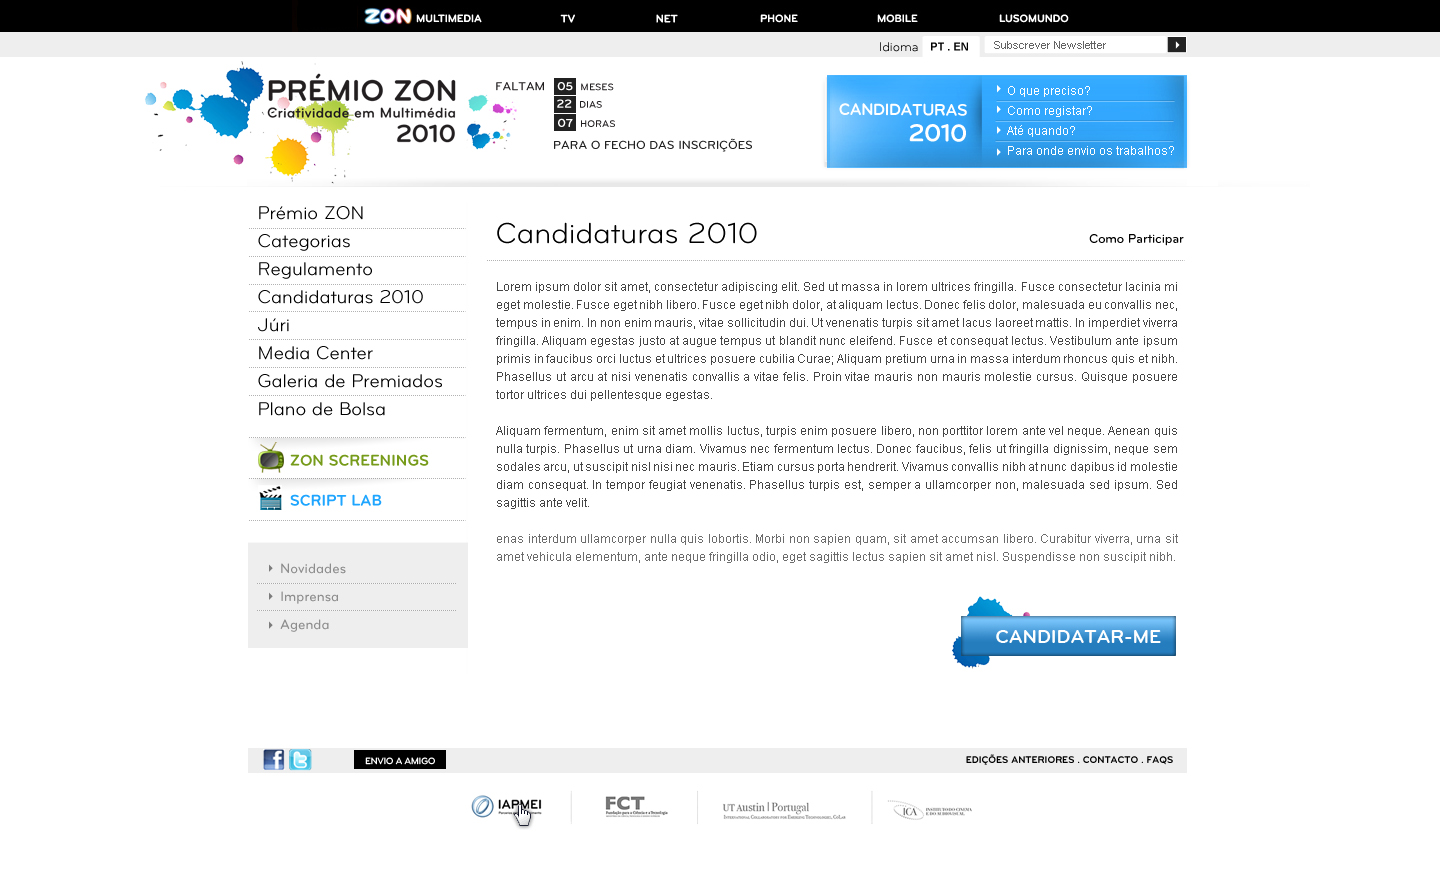 ZON MULTIMEDIA TV NET PHONE MOBILE LUSOMUNDO
Idioma PT . EN Subscrever Newsletter
PRÉMIO ZON
Criatividade em Multimédia
2010
FALTAM 05 MESES
22 DIAS
07 HORAS
PARA O FECHO DAS INSCRIÇÕES
CANDIDATURAS
2010
O que preciso?
Como registar?
Até quando?
Para onde envio os trabalhos?
Prémio ZON
Categorias
Regulamento
Candidaturas 2010
Júri
Media Center
Galeria de Premiados
Plano de Bolsa
ZON SCREENINGS
SCRIPT LAB
Novidades
Imprensa
Agenda
Candidaturas 2010
Como Participar
Lorem ipsum dolor sit amet, consectetur adipiscing elit. Sed ut massa in lorem ultrices fringilla. Fusce consectetur lacinia mi
eget molestie. Fusce eget nibh libero. Fusce eget nibh dolor, at aliquam lectus. Donec felis dolor, malesuada eu convallis nec,
tempus in enim. In non enim mauris, vitae sollicitudin dui. Ut venenatis turpis sit amet lacus laoreet mattis. In imperdiet viverra
fringilla. Aliquam egestas justo at augue tempus ut blandit nunc eleifend. Fusce et consequat lectus. Vestibulum ante ipsum
primis in faucibus orci luctus et ultrices posuere cubilia Curae; Aliquam pretium urna in massa interdum rhoncus quis et nibh.
Phasellus ut arcu at nisi venenatis convallis a vitae felis. Proin vitae mauris non mauris molestie cursus. Quisque posuere
tortor ultrices dui pellentesque egestas.
Aliquam fermentum, enim sit amet mollis luctus, turpis enim posuere libero, non porttitor lorem ante vel neque. Aenean quis
nulla turpis. Phasellus ut urna diam. Vivamus nec fermentum lectus. Donec faucibus, felis ut fringilla dignissim, neque sem
sodales arcu, ut suscipit nisl nisi nec mauris. Etiam cursus porta hendrerit. Vivamus convallis nibh at nunc dapibus id molestie
diam consequat. In tempor feugiat venenatis. Phasellus turpis est, semper a ullamcorper non, malesuada sed ipsum. Sed
sagittis ante velit.
enas interdum ullamcorper nulla quis lobortis. Morbi non sapien quam, sit amet accumsan libero. Curabitur viverra, urna sit
amet vehicula elementum, ante neque fringilla odio, eget sagittis lectus sapien sit amet nisl. Suspendisse non suscipit nibh.
CANDIDATAR-ME
ENVIO A AMIGO
EDIÇÕES ANTERIORES . CONTACTO . FAQS
IAPMEI
FCT
Fundação para a Ciência e a Tecnologia
UT Austin | Portugal
International Collaboratory for Emerging Technologies, CoLab
ICA
INSTITUTO DO CINEMA
E DO AUDIOVISUAL